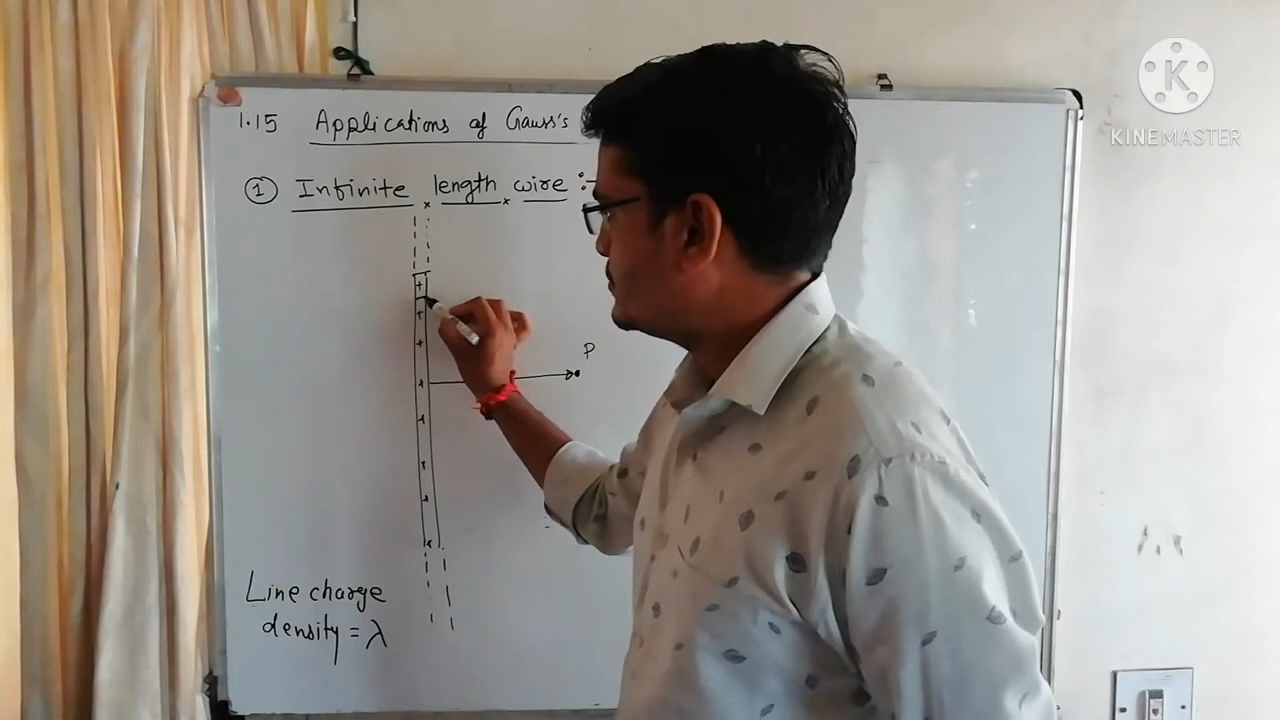 1.15 Applications of Gauss's
① Infinite length wire :-
P
Line charge
density = λ
K
KINEMASTER